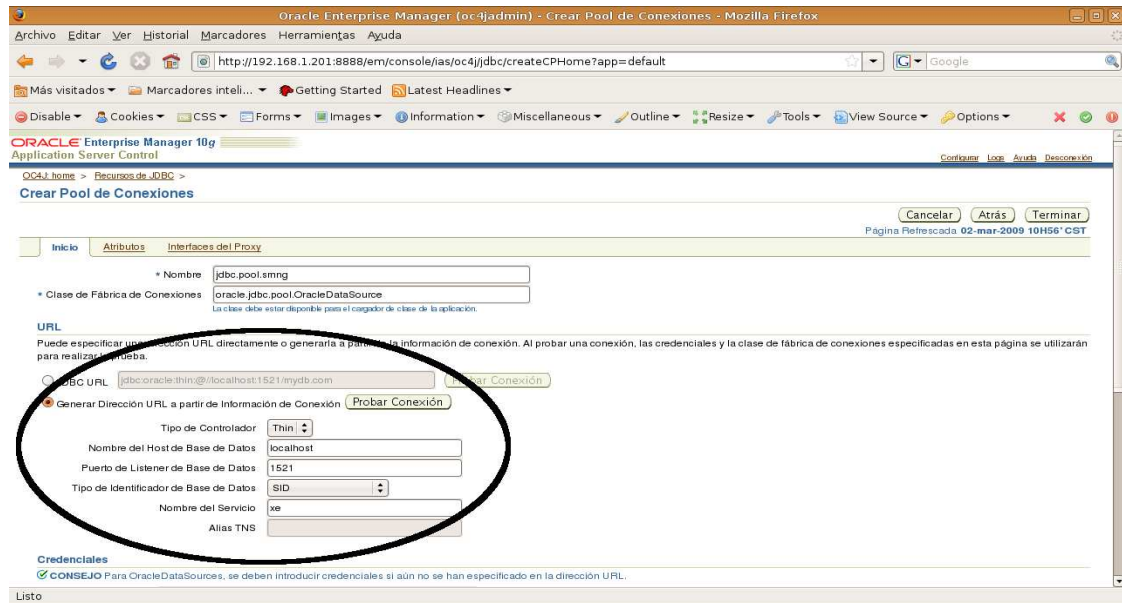 Oracle Enterprise Manager (oc4jadmin) - Crear Pool de Conexiones - Mozilla Firefox
Archivo Editar Ver Historial Marcadores Herramientas Ayuda
http://192.168.1.201:8888/em/console/ias/oc4j/jdbc/createCPHome?app=default
G Google
Más visitados Marcadores inteli... Getting Started Latest Headlines
Disable Cookies CSS Forms Images Information Miscellaneous Outline Resize Tools View Source Options
ORACLE Enterprise Manager 10g
Application Server Control
Configurar Logs Ayuda Desconexión
OC4J: home > Recursos de JDBC >
Crear Pool de Conexiones
Cancelar Atrás Terminar
Página Refrescada 02-mar-2009 10H56' CST
Inicio Atributos Interfaces del Proxy
* Nombre jdbc.pool.smng
* Clase de Fábrica de Conexiones oracle.jdbc.pool.OracleDataSource
La clase debe estar disponible para el cargador de clase de la aplicación.
URL
Puede especificar una dirección URL directamente o generarla a partir de la información de conexión. Al probar una conexión, las credenciales y la clase de fábrica de conexiones especificadas en esta página se utilizarán
para realizar la prueba.
JDBC URL jdbc:oracle:thin:@//localhost:1521/mydb.com Probar Conexión
Generar Dirección URL a partir de Información de Conexión Probar Conexión
Tipo de Controlador Thin
Nombre del Host de Base de Datos localhost
Puerto de Listener de Base de Datos 1521
Tipo de Identificador de Base de Datos SID
Nombre del Servicio xe
Alias TNS
Credenciales
CONSEJO Para OracleDataSources, se deben introducir credenciales si aún no se han especificado en la dirección URL.
Listo